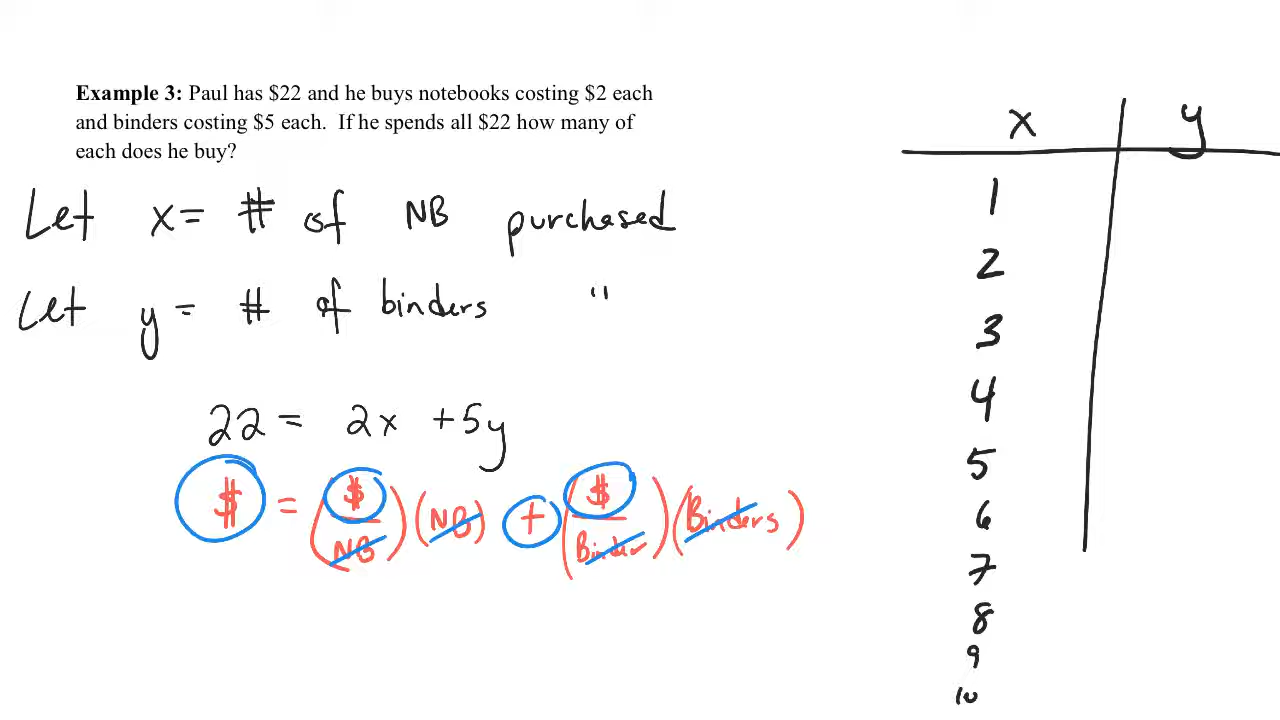 Example 3: Paul has $22 and he buys notebooks costing $2 each
and binders costing $5 each. If he spends all $22 how many of
each does he buy?
Let x = # of NB purchased
Let y = # of binders "
22 = 2x + 5y
$ = ($/NB)(NB) + ($/Binder)(Binders)
x y
1
2
3
4
5
6
7
8
9
10